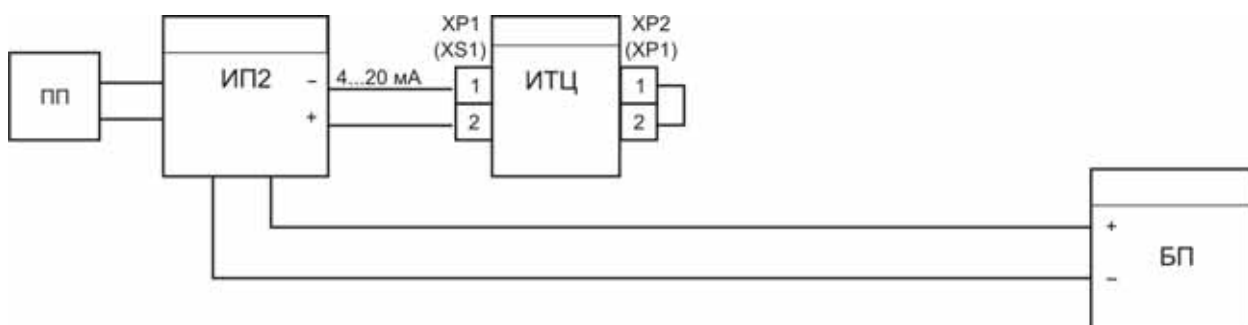 XP1
(XS1)
XP2
(XP1)
ПП
ИП2
–
+
4...20 мА
1
2
ИТЦ
1
2
+
–
БП